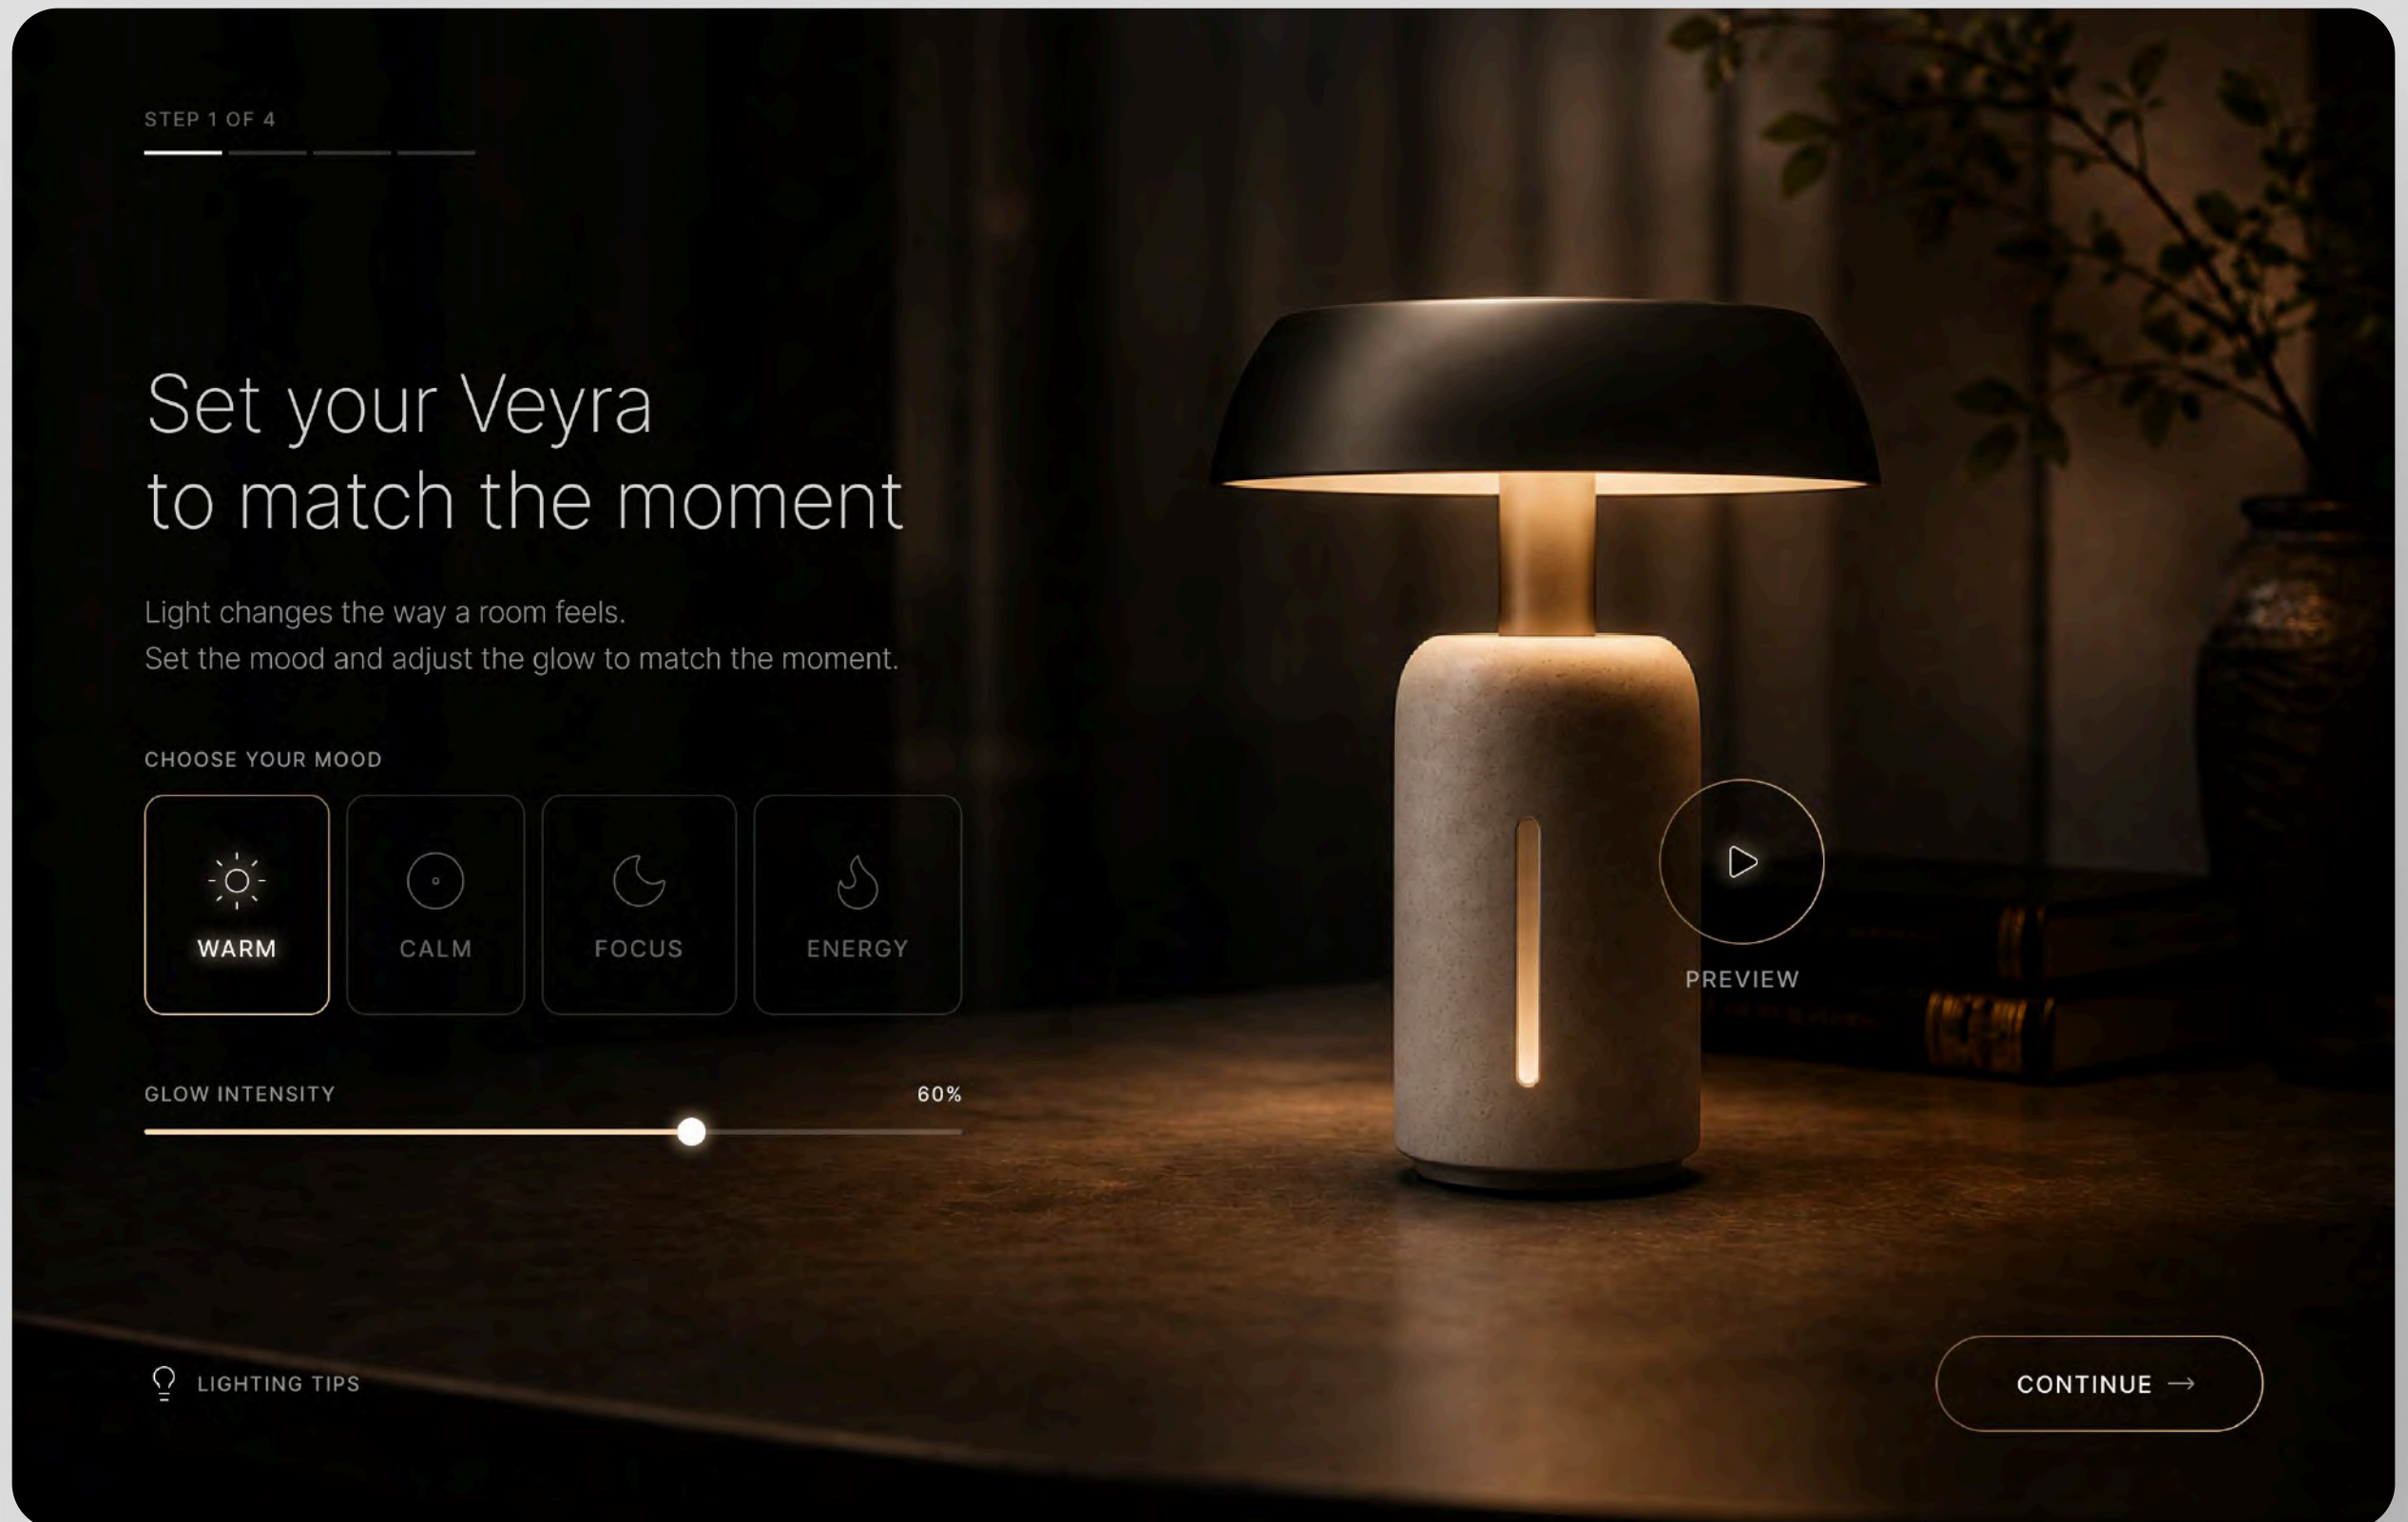 STEP 1 OF 4
Set your Veyra
to match the moment
Light changes the way a room feels.
Set the mood and adjust the glow to match the moment.
CHOOSE YOUR MOOD
WARM
CALM
FOCUS
ENERGY
PREVIEW
GLOW INTENSITY
60%
LIGHTING TIPS
CONTINUE →